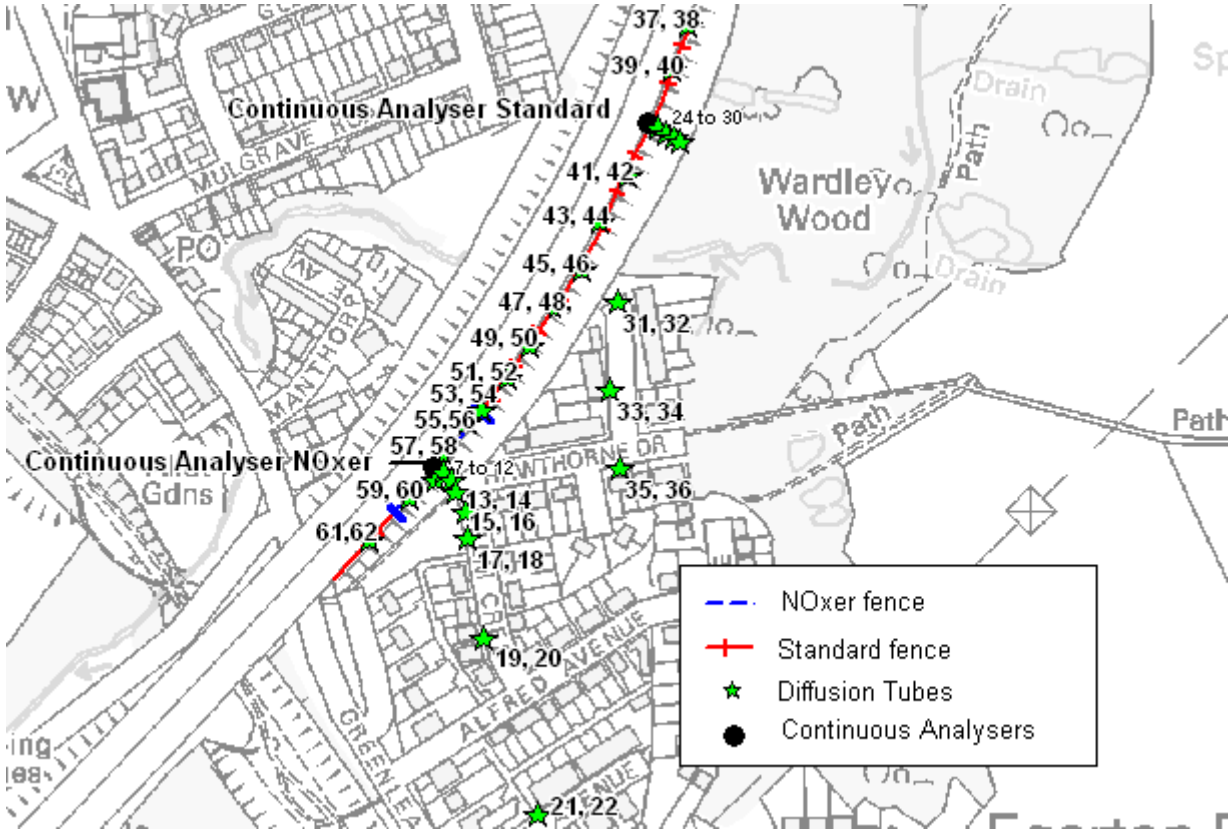 37, 38
39 , 40
Continuous Analyser Standard
24 to 30
MULGRAVE
Drain
Path
41, 42
Wardley
Wood
43, 44
PO
45, 46
Drain
47, 48,
31, 32
MANTHORPE
AV
49, 50
51, 52
53, 54
33, 34
55,56
Path
Path
57, 58
Continuous Analyser NOxer
7 to 12
HAWTHORNE DR
Gdns
59, 60
13, 14
35, 36
15, 16
61,62
17, 18
NOxer fence
Standard fence
19, 20
Diffusion Tubes
ALFRED AVENUE
Continuous Analysers
GREEN
21, 22